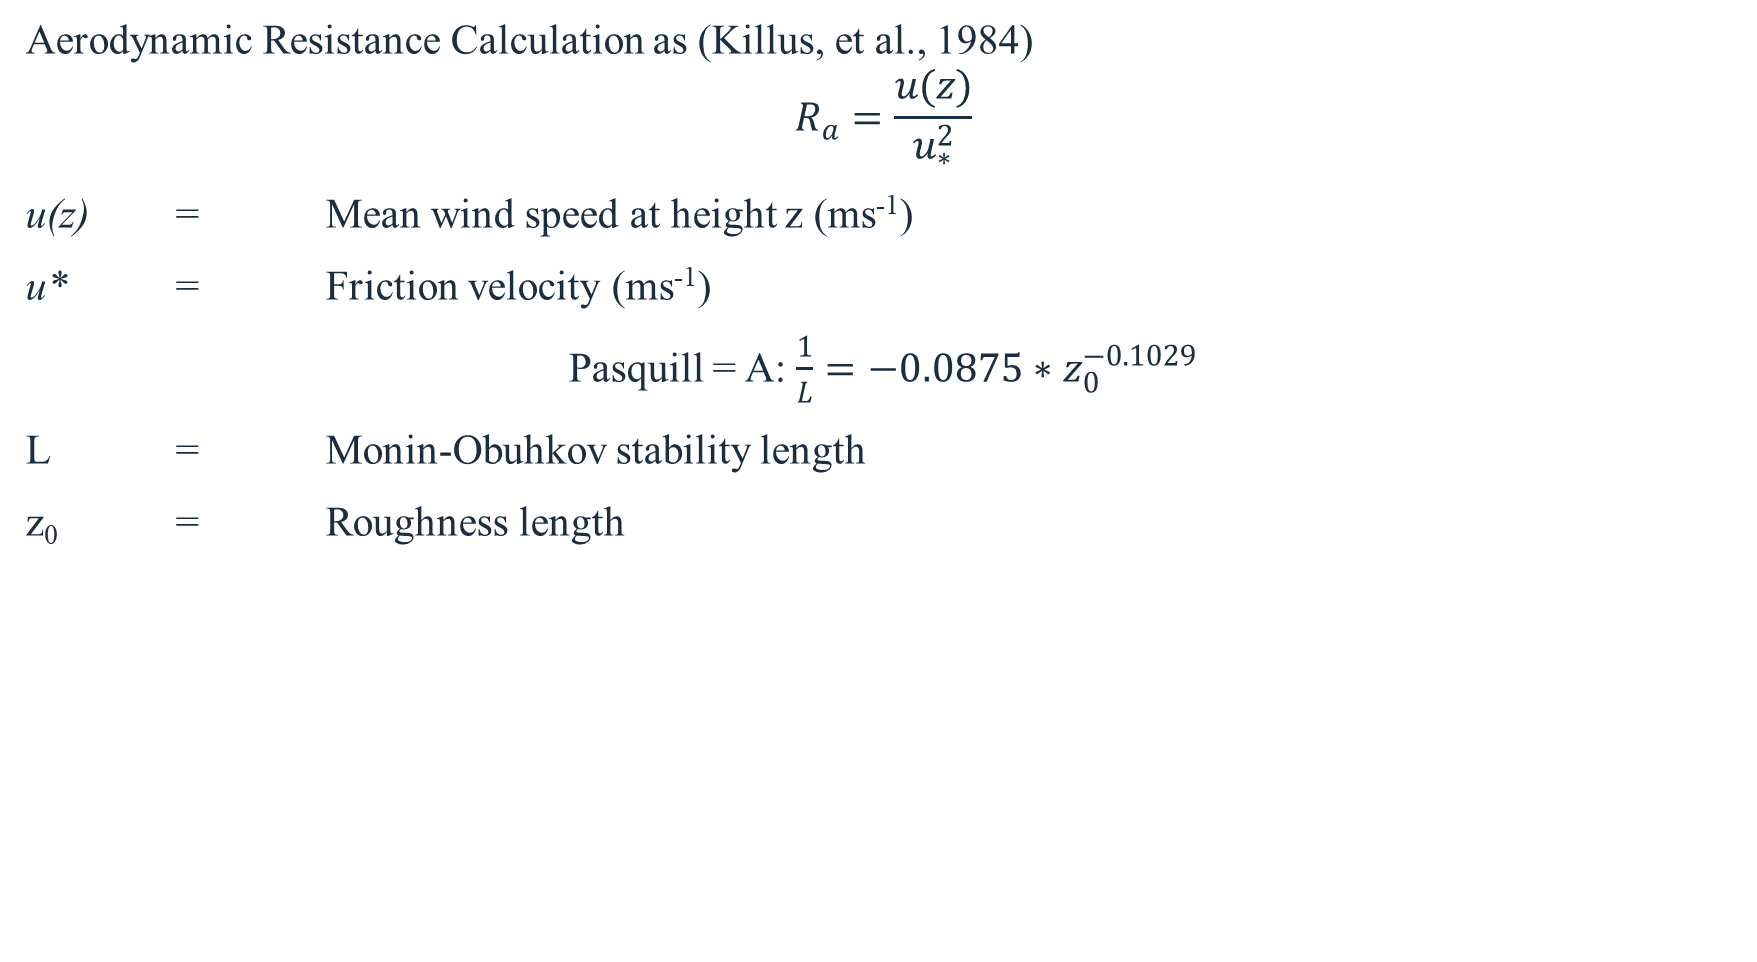 Aerodynamic Resistance Calculation as (Killus, et al., 1984)
R_a = u(z) / u_*^2
u(z) = Mean wind speed at height z (ms^-1)
u* = Friction velocity (ms^-1)
Pasquill = A: 1/L = −0.0875 * z_0^−0.1029
L = Monin-Obuhkov stability length
z_0 = Roughness length